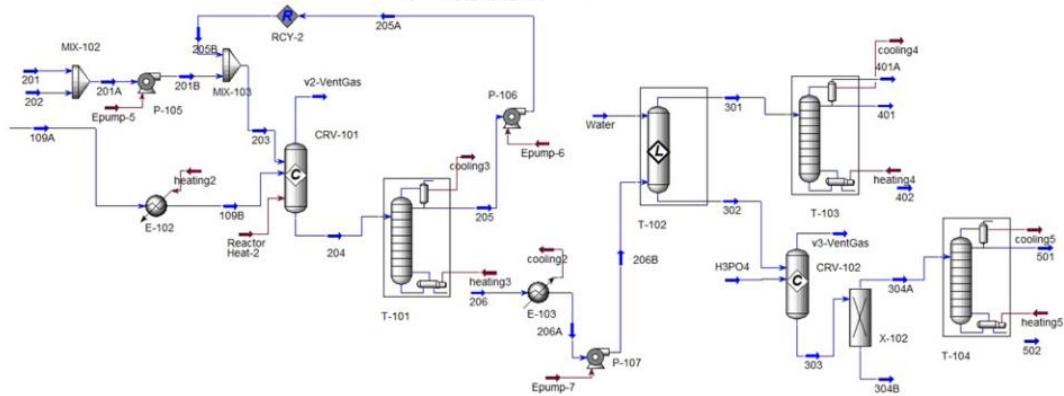 205A
RCY-2
205B
MIX-102
MIX-103
201
202
201A
201B
P-105
Epump-5
v2-VentGas
CRV-101
203
109A
heating2
109B
E-102
Reactor
Heat-2
204
P-106
Epump-6
cooling3
205
heating3
T-101
206
cooling2
E-103
206A
206B
P-107
Epump-7
Water
L
T-102
301
302
cooling4
401A
401
heating4
402
T-103
v3-VentGas
CRV-102
H3PO4
C
303
304A
X-102
304B
cooling5
501
heating5
502
T-104
R
C